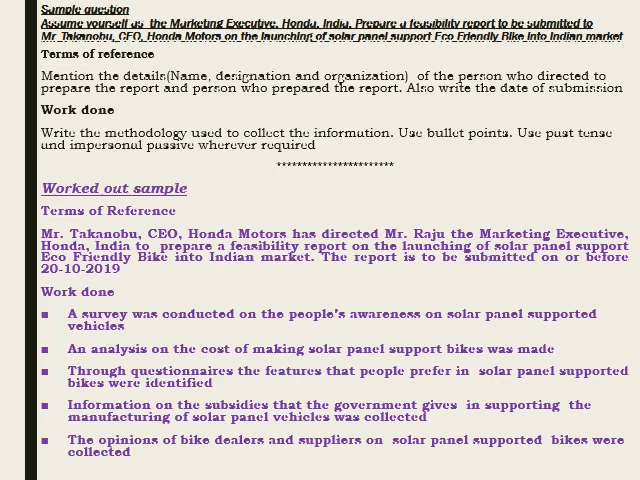 Sample question
Assume yourself as the Marketing Executive, Honda, India. Prepare a feasibility report to be submitted to
Mr Takanobu, CEO, Honda Motors on the launching of solar panel support Eco Friendly Bike into Indian market
Terms of reference
Mention the details(Name, designation and organization) of the person who directed to
prepare the report and person who prepared the report. Also write the date of submission
Work done
Write the methodology used to collect the information. Use bullet points. Use past tense
and impersonal passive wherever required
***********************
Worked out sample
Terms of Reference
Mr. Takanobu, CEO, Honda Motors has directed Mr. Raju the Marketing Executive,
Honda, India to prepare a feasibility report on the launching of solar panel support
Eco Friendly Bike into Indian market. The report is to be submitted on or before
20-10-2019
Work done
■ A survey was conducted on the people's awareness on solar panel supported
vehicles
■ An analysis on the cost of making solar panel support bikes was made
■ Through questionnaires the features that people prefer in solar panel supported
bikes were identified
■ Information on the subsidies that the government gives in supporting the
manufacturing of solar panel vehicles was collected
■ The opinions of bike dealers and suppliers on solar panel supported bikes were
collected